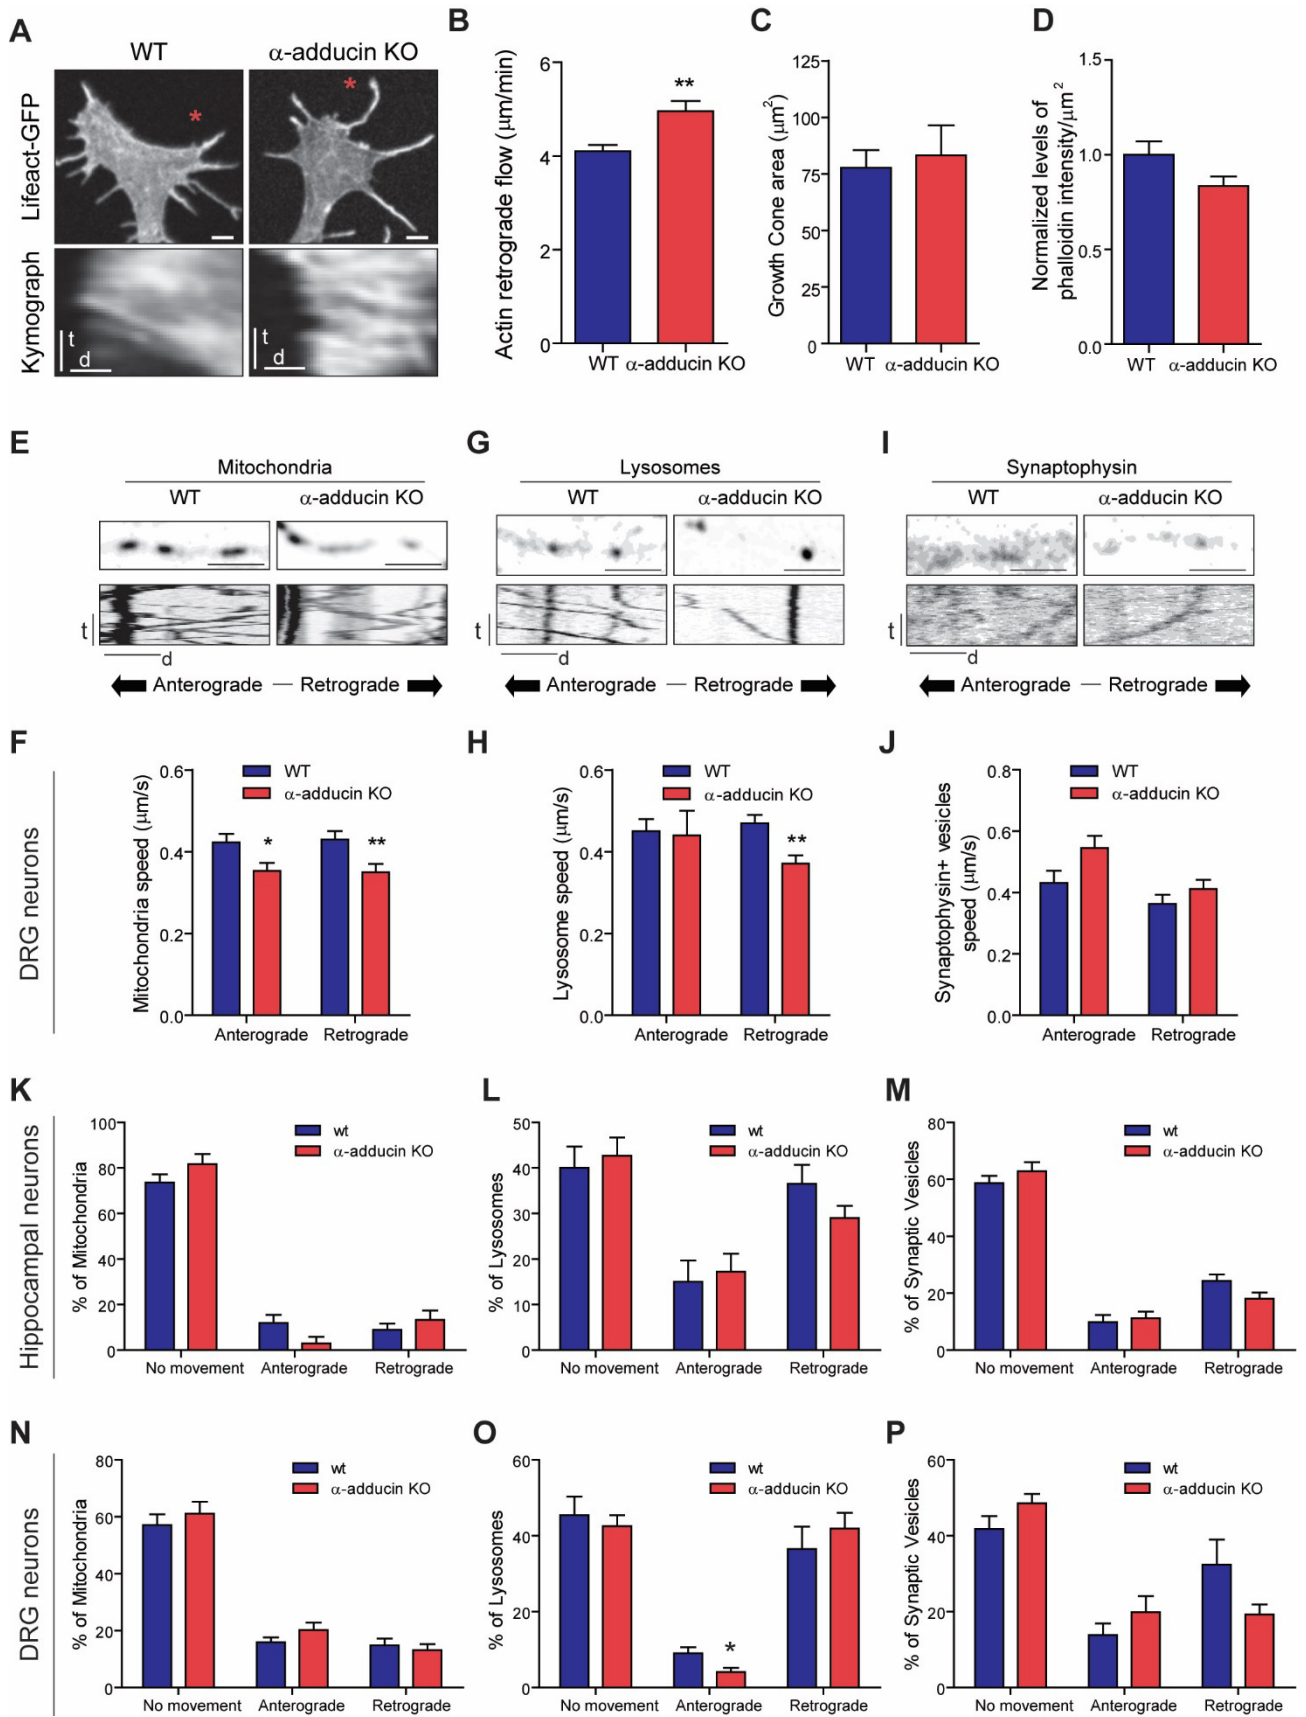 A
WT
α-adducin KO
*
*
Lifeact-GFP
Kymograph
t
d
t
d
B
Actin retrograde flow (μm/min)
6
4
2
0
**
WT α-adducin KO
C
Growth Cone area (μm²)
125
100
75
50
25
0
WT α-adducin KO
D
Normalized levels of
phalloidin intensity/μm²
1.5
1.0
0.5
0.0
WT α-adducin KO
E
Mitochondria
WT
α-adducin KO
t
d
Anterograde — Retrograde
G
Lysosomes
WT
α-adducin KO
t
d
Anterograde — Retrograde
I
Synaptophysin
WT
α-adducin KO
t
d
Anterograde — Retrograde
DRG neurons
F
Mitochondria speed (μm/s)
0.6
0.4
0.2
0.0
WT
α-adducin KO
*
**
Anterograde
Retrograde
H
Lysosome speed (μm/s)
0.6
0.4
0.2
0.0
WT
α-adducin KO
**
Anterograde
Retrograde
J
Synaptophysin+ vesicles
speed (μm/s)
0.8
0.6
0.4
0.2
0.0
WT
α-adducin KO
Anterograde
Retrograde
Hippocampal neurons
K
% of Mitochondria
100
80
60
40
20
0
wt
α-adducin KO
No movement
Anterograde
Retrograde
L
% of Lysosomes
50
40
30
20
10
0
wt
α-adducin KO
No movement
Anterograde
Retrograde
M
% of Synaptic Vesicles
80
60
40
20
0
wt
α-adducin KO
No movement
Anterograde
Retrograde
DRG neurons
N
% of Mitochondria
80
60
40
20
0
wt
α-adducin KO
No movement
Anterograde
Retrograde
O
% of Lysosomes
60
40
20
0
wt
α-adducin KO
*
No movement
Anterograde
Retrograde
P
% of Synaptic Vesicles
60
40
20
0
wt
α-adducin KO
No movement
Anterograde
Retrograde